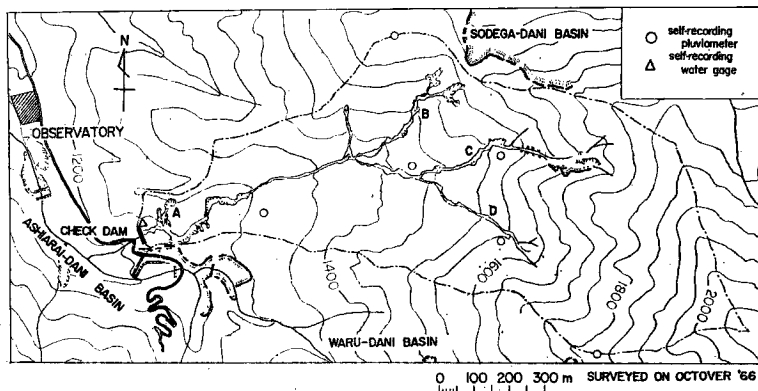 SODEGA-DANI BASIN
self-recording
pluviometer
self-recording
water gage
N
B
OBSERVATORY
1200
C
A
CHECK DAM
D
ASHIARAI-DANI
BASIN
1400
1600
1800
2000
WARU-DANI BASIN
0 100 200 300 m SURVEYED ON OCTOVER '66